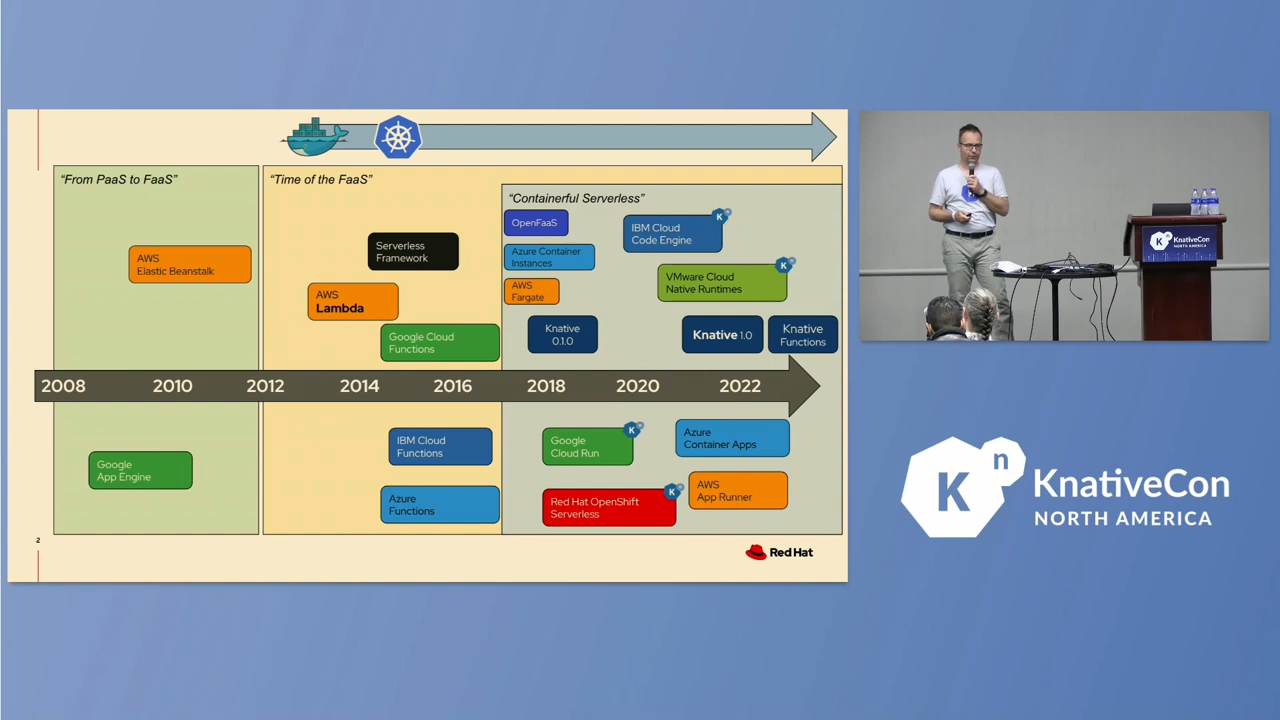 “From PaaS to FaaS”
“Time of the FaaS”
“Containerful Serverless”
OpenFaaS
IBM Cloud
Code Engine
K
Serverless
Framework
AWS
Elastic Beanstalk
Azure Container
Instances
VMware Cloud
Native Runtimes
K
AWS
Lambda
AWS
Fargate
Google Cloud
Functions
Knative
0.1.0
Knative 1.0
Knative
Functions
2008 2010 2012 2014 2016 2018 2020 2022
IBM Cloud
Functions
Google
Cloud Run
K
Azure
Container Apps
Google
App Engine
Azure
Functions
Red Hat OpenShift
Serverless
K
AWS
App Runner
2
Red Hat
K n
KnativeCon
NORTH AMERICA
K n
KnativeCon
NORTH AMERICA